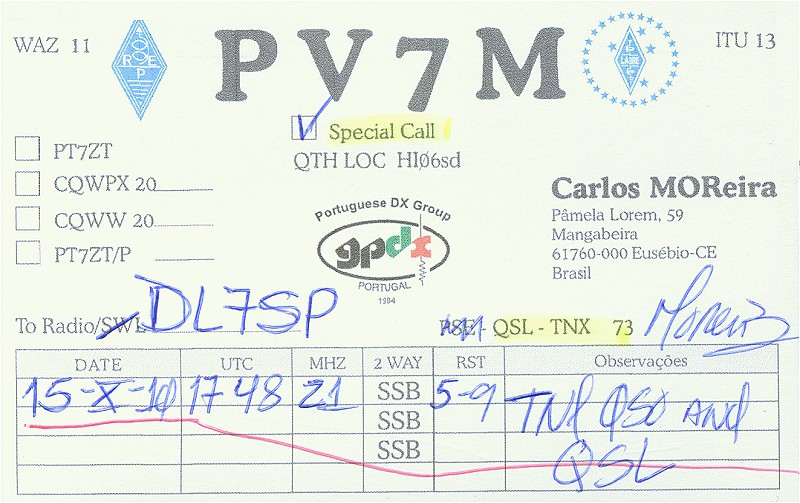 WAZ 11
R E P
PV7M
LABRE
ITU 13
Special Call
QTH LOC HIØ6sd
PT7ZT
CQWPX 20
CQWW 20
PT7ZT/P
Portuguese DX Group
gpdx
PORTUGAL
1994
Carlos MOReira
Pâmela Lorem, 59
Mangabeira
61760-000 Eusébio-CE
Brasil
To Radio/SWL DL7SP
PSE - QSL - TNX 73 Moreira
DATE UTC MHZ 2 WAY RST Observações
15-X-10 1748 21 SSB 5-9 TNX QSO AND
SSB QSL
SSB